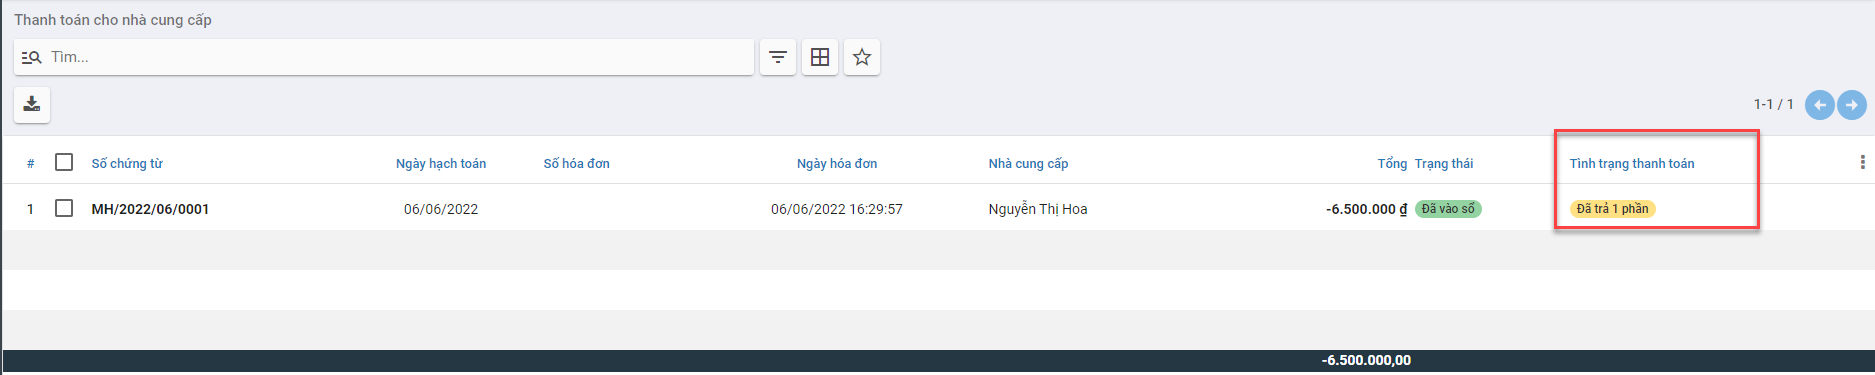 Thanh toán cho nhà cung cấp
Tìm...
1-1 / 1
# Số chứng từ Ngày hạch toán Số hóa đơn Ngày hóa đơn Nhà cung cấp Tổng Trạng thái Tình trạng thanh toán
1 MH/2022/06/0001 06/06/2022 06/06/2022 16:29:57 Nguyễn Thị Hoa -6.500.000 ₫ Đã vào sổ Đã trả 1 phần
-6.500.000,00